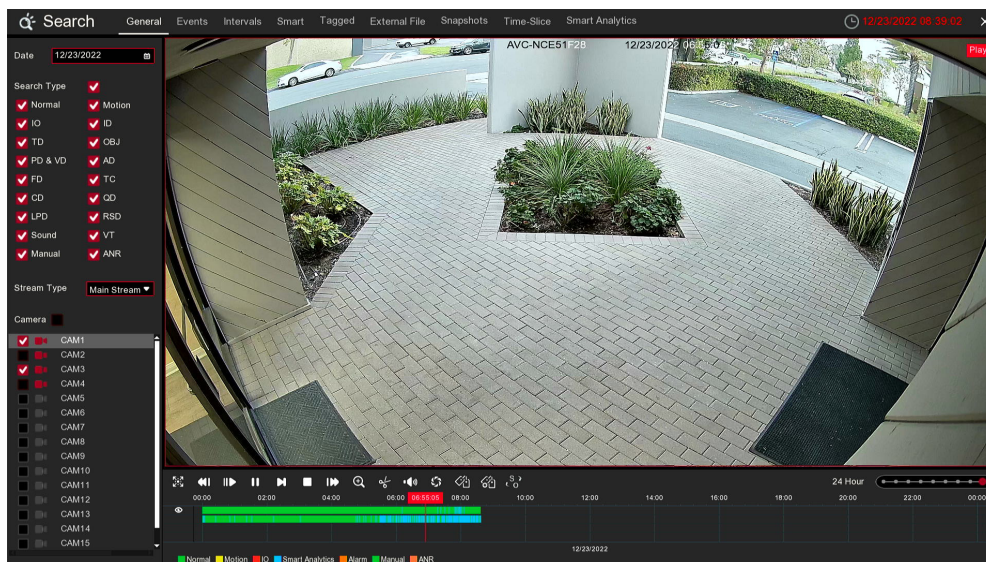 Search General Events Intervals Smart Tagged External File Snapshots Time-Slice Smart Analytics 12/23/2022 08:39:02
AVC-NCE51F28 12/23/2022
Play
Date 12/23/2022
Search Type
Normal Motion
IO ID
TD OBJ
PD & VD AD
FD TC
CD QD
LPD RSD
Sound VT
Manual ANR
Stream Type Main Stream
Camera
CAM1
CAM2
CAM3
CAM4
CAM5
CAM6
CAM7
CAM8
CAM9
CAM10
CAM11
CAM12
CAM13
CAM14
CAM15
24 Hour
00:00 02:00 04:00 06:00 06:55:05 08:00 10:00 12:00 14:00 16:00 18:00 20:00 22:00 00:00
12/23/2022
Normal Motion IO Smart Analytics Alarm Manual ANR